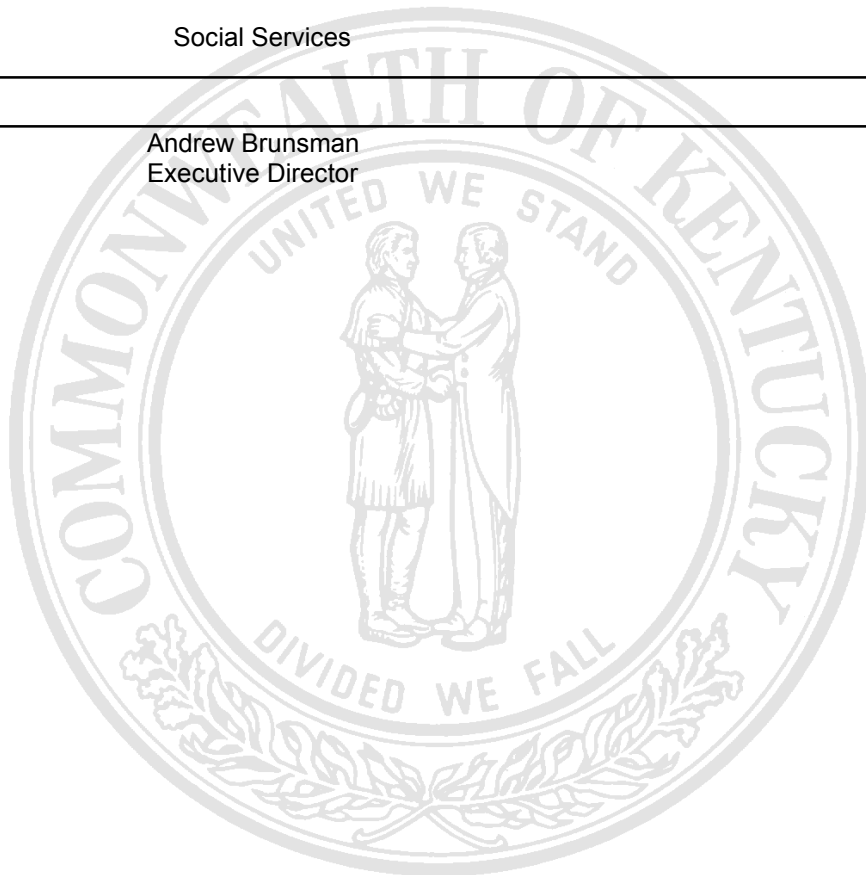 Social Services
Andrew Brunsman
Executive Director
COMMONWEALTH OF KENTUCKY
UNITED WE STAND
DIVIDED WE FALL